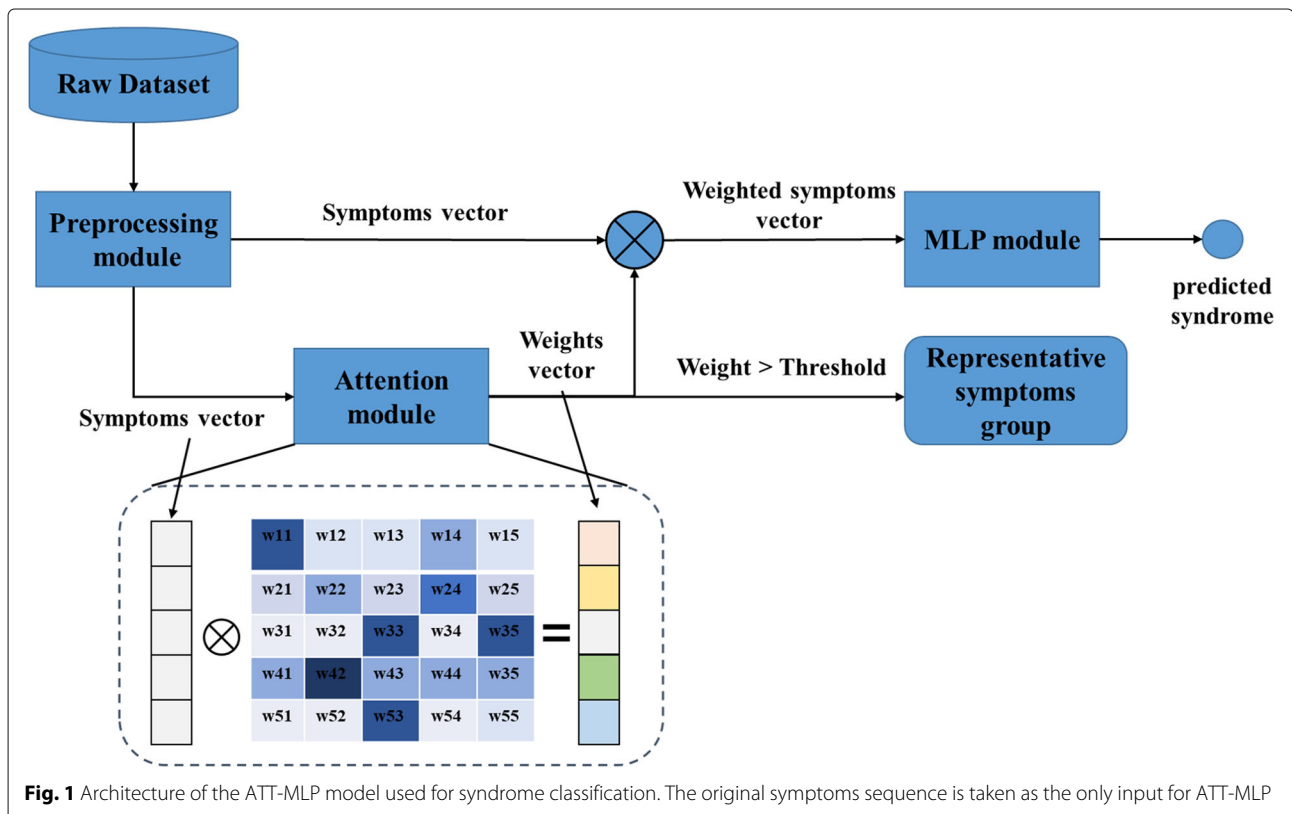 Raw Dataset
Preprocessing
module
Symptoms vector
Weighted symptoms
vector
MLP module
predicted
syndrome
Attention
module
Weights
vector
Weight > Threshold
Representative
symptoms
group
Symptoms vector
w11 w12 w13 w14 w15
w21 w22 w23 w24 w25
w31 w32 w33 w34 w35
=
w41 w42 w43 w44 w35
w51 w52 w53 w54 w55
Fig. 1 Architecture of the ATT-MLP model used for syndrome classification. The original symptoms sequence is taken as the only input for ATT-MLP